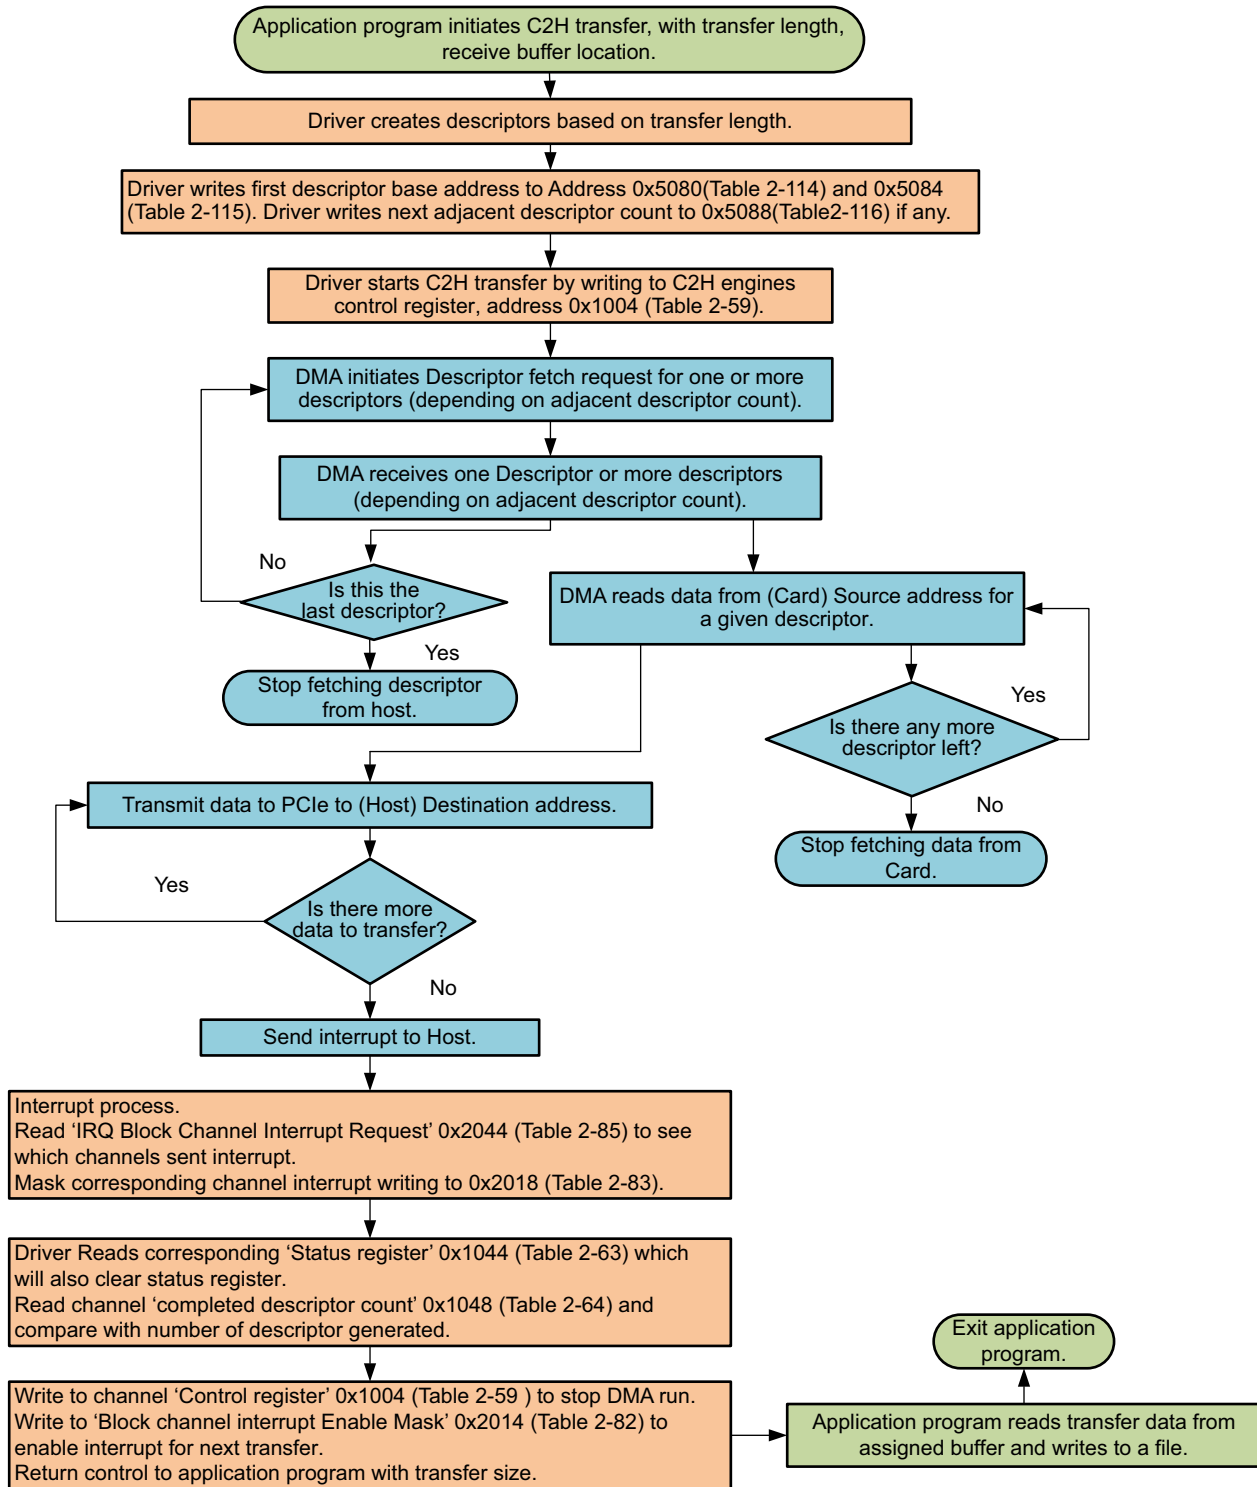 Application program initiates C2H transfer, with transfer length,
receive buffer location.
Driver creates descriptors based on transfer length.
Driver writes first descriptor base address to Address 0x5080(Table 2-114) and 0x5084
(Table 2-115). Driver writes next adjacent descriptor count to 0x5088(Table2-116) if any.
Driver starts C2H transfer by writing to C2H engines
control register, address 0x1004 (Table 2-59).
DMA initiates Descriptor fetch request for one or more
descriptors (depending on adjacent descriptor count).
DMA receives one Descriptor or more descriptors
(depending on adjacent descriptor count).
No
Is this the
last descriptor?
Yes
Stop fetching descriptor
from host.
DMA reads data from (Card) Source address for
a given descriptor.
Yes
Is there any more
descriptor left?
No
Stop fetching data from
Card.
Transmit data to PCIe to (Host) Destination address.
Yes
Is there more
data to transfer?
No
Send interrupt to Host.
Interrupt process.
Read ‘IRQ Block Channel Interrupt Request’ 0x2044 (Table 2-85) to see
which channels sent interrupt.
Mask corresponding channel interrupt writing to 0x2018 (Table 2-83).
Driver Reads corresponding ‘Status register’ 0x1044 (Table 2-63) which
will also clear status register.
Read channel ‘completed descriptor count’ 0x1048 (Table 2-64) and
compare with number of descriptor generated.
Write to channel ‘Control register’ 0x1004 (Table 2-59 ) to stop DMA run.
Write to ‘Block channel interrupt Enable Mask’ 0x2014 (Table 2-82) to
enable interrupt for next transfer.
Return control to application program with transfer size.
Exit application
program.
Application program reads transfer data from
assigned buffer and writes to a file.